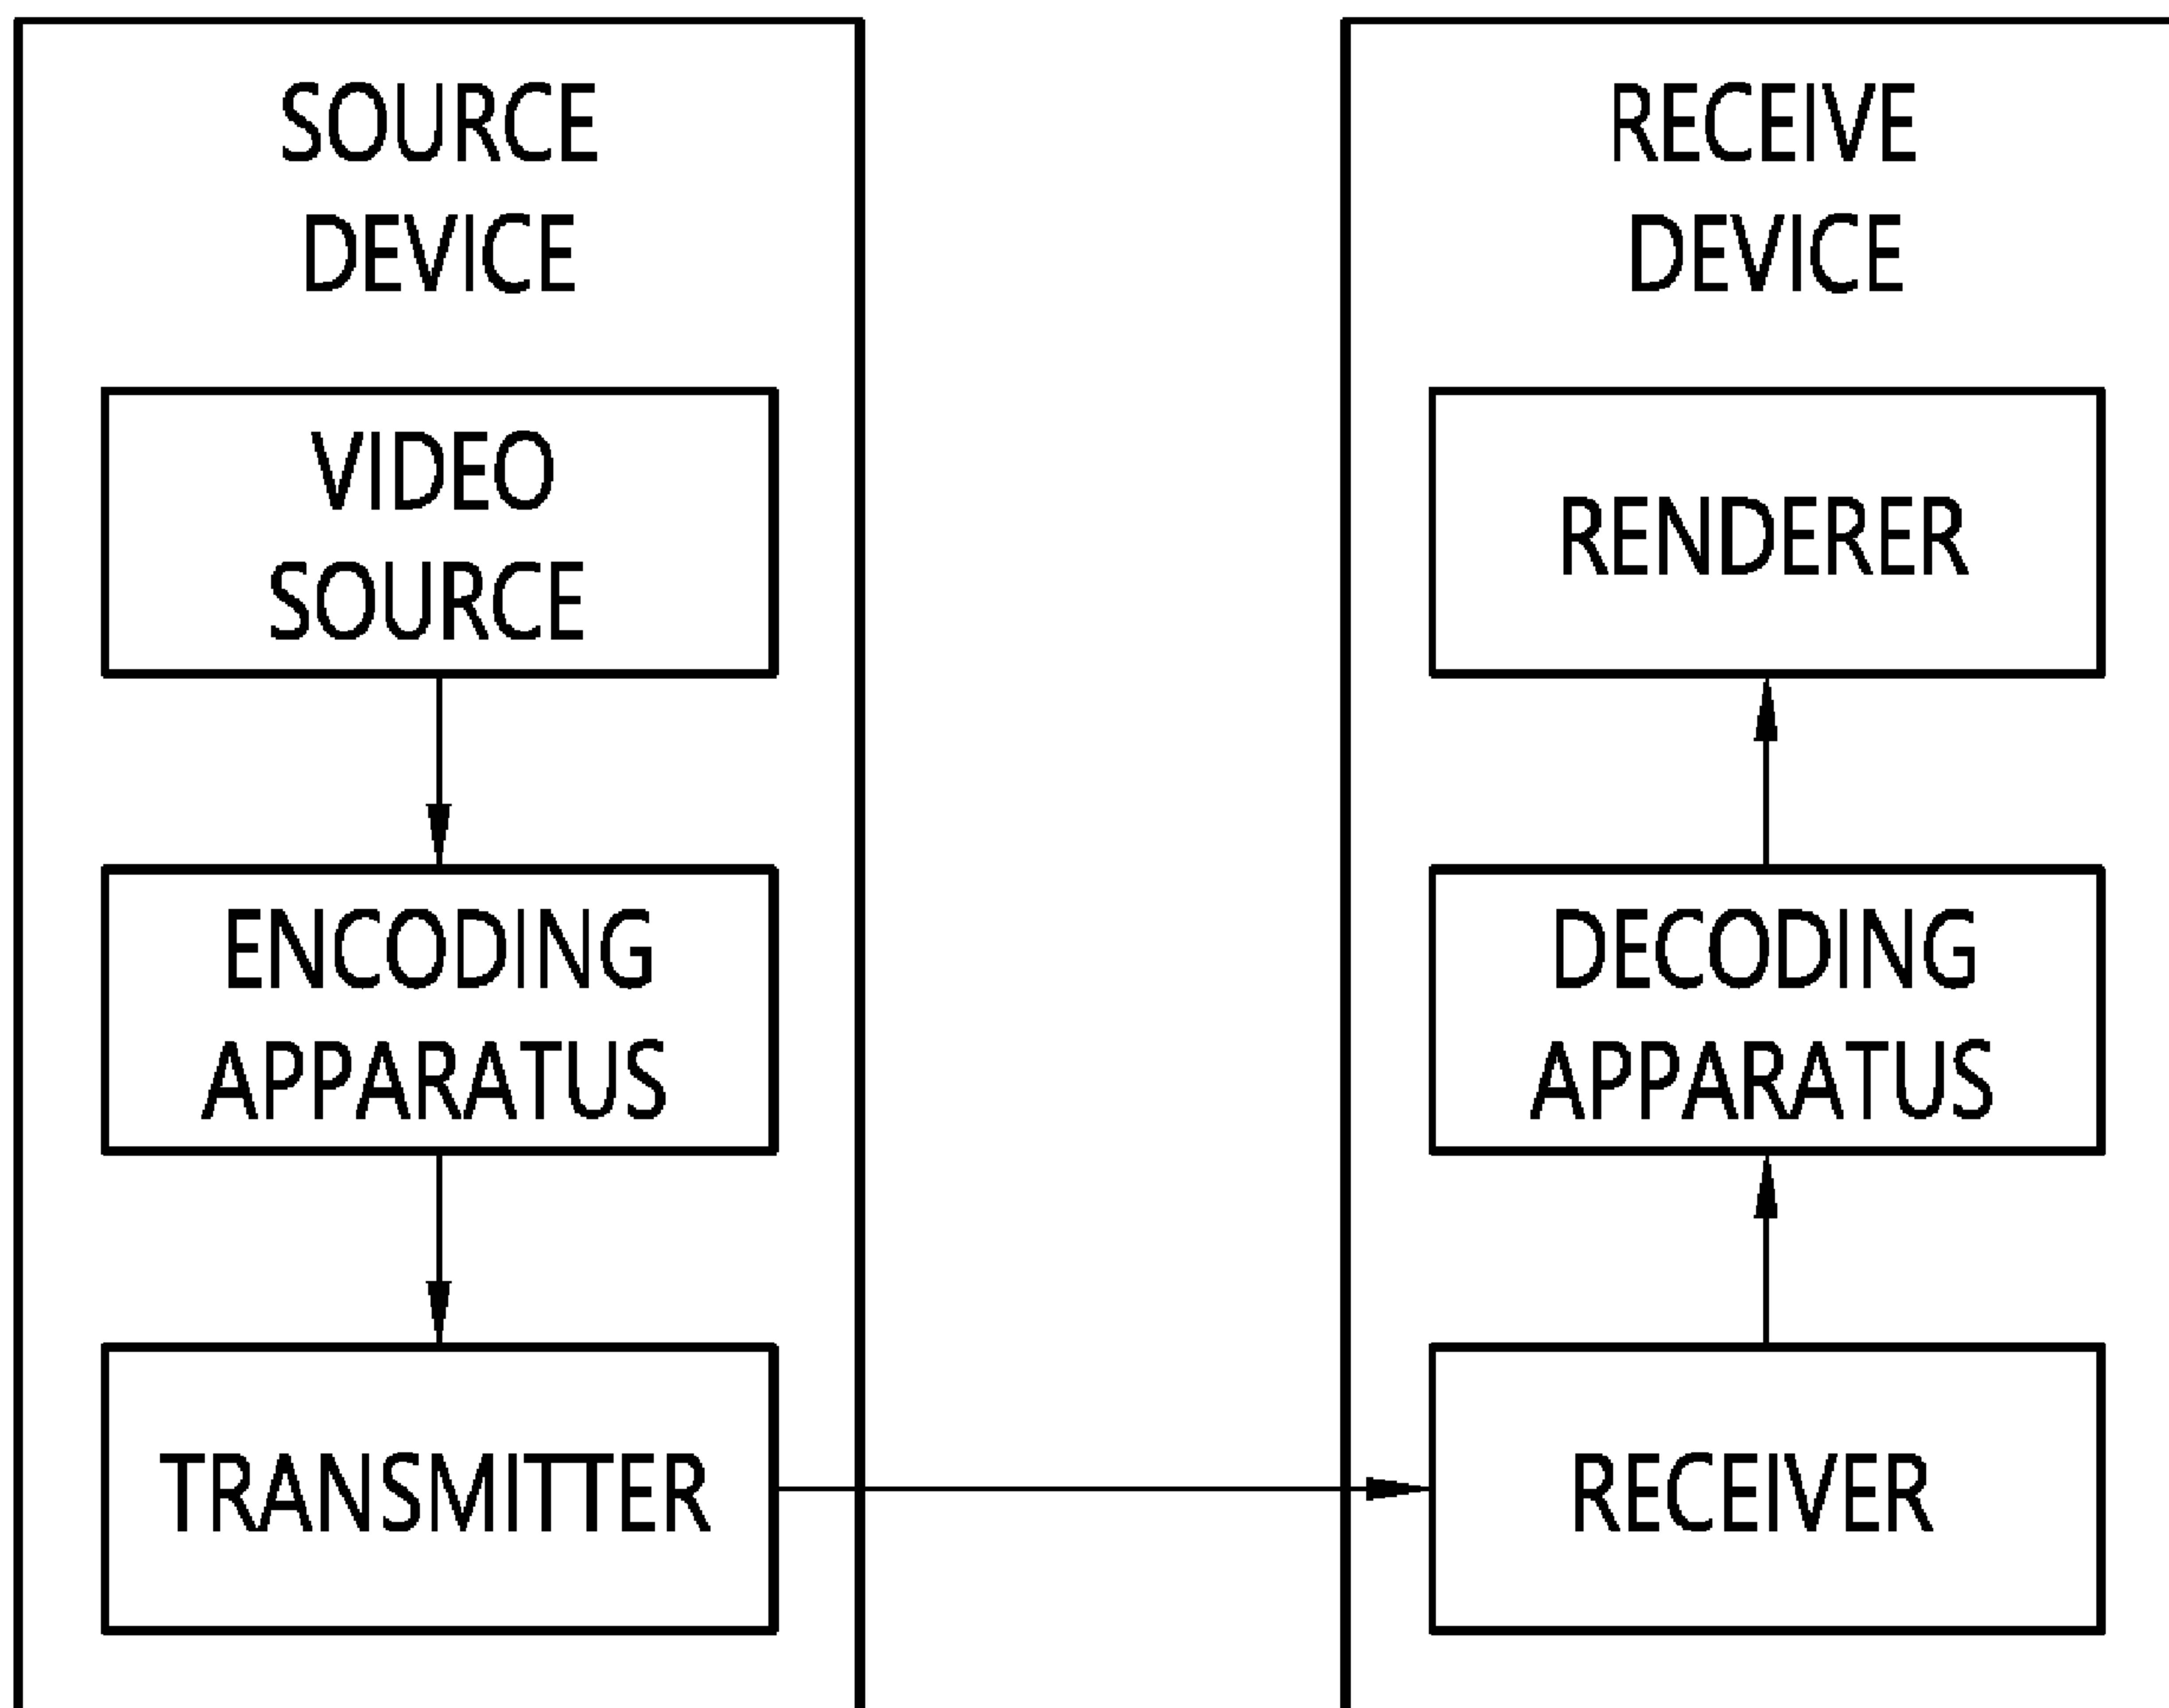 SOURCE
DEVICE
VIDEO
SOURCE
ENCODING
APPARATUS
TRANSMITTER
RECEIVE
DEVICE
RENDERER
DECODING
APPARATUS
RECEIVER